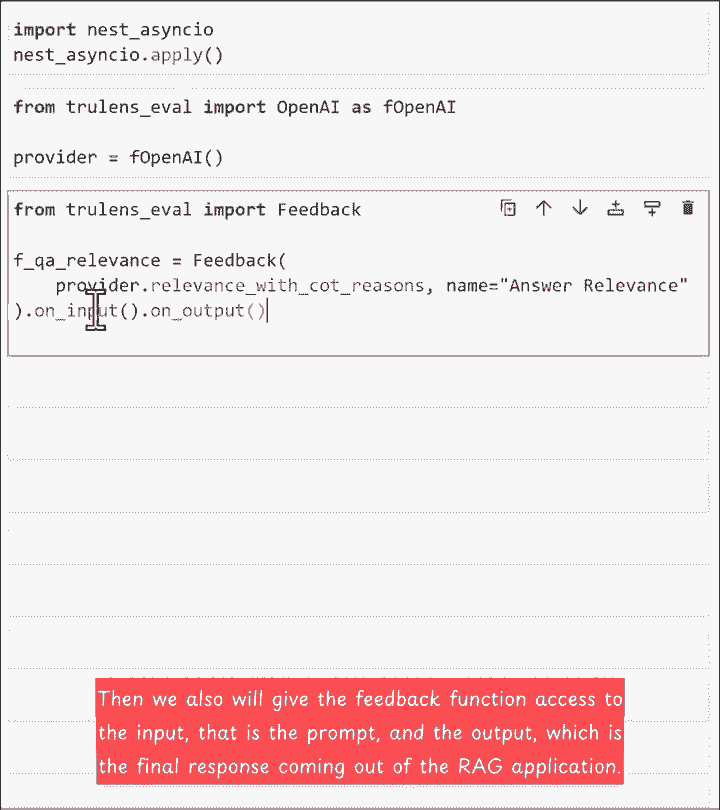 import nest_asyncio
nest_asyncio.apply()
from trulens_eval import OpenAI as fOpenAI
provider = fOpenAI()
from trulens_eval import Feedback
f_qa_relevance = Feedback(
    provider.relevance_with_cot_reasons, name="Answer Relevance"
).on_input().on_output()
Then we also will give the feedback function access to
the input, that is the prompt, and the output, which is
the final response coming out of the RAG application.